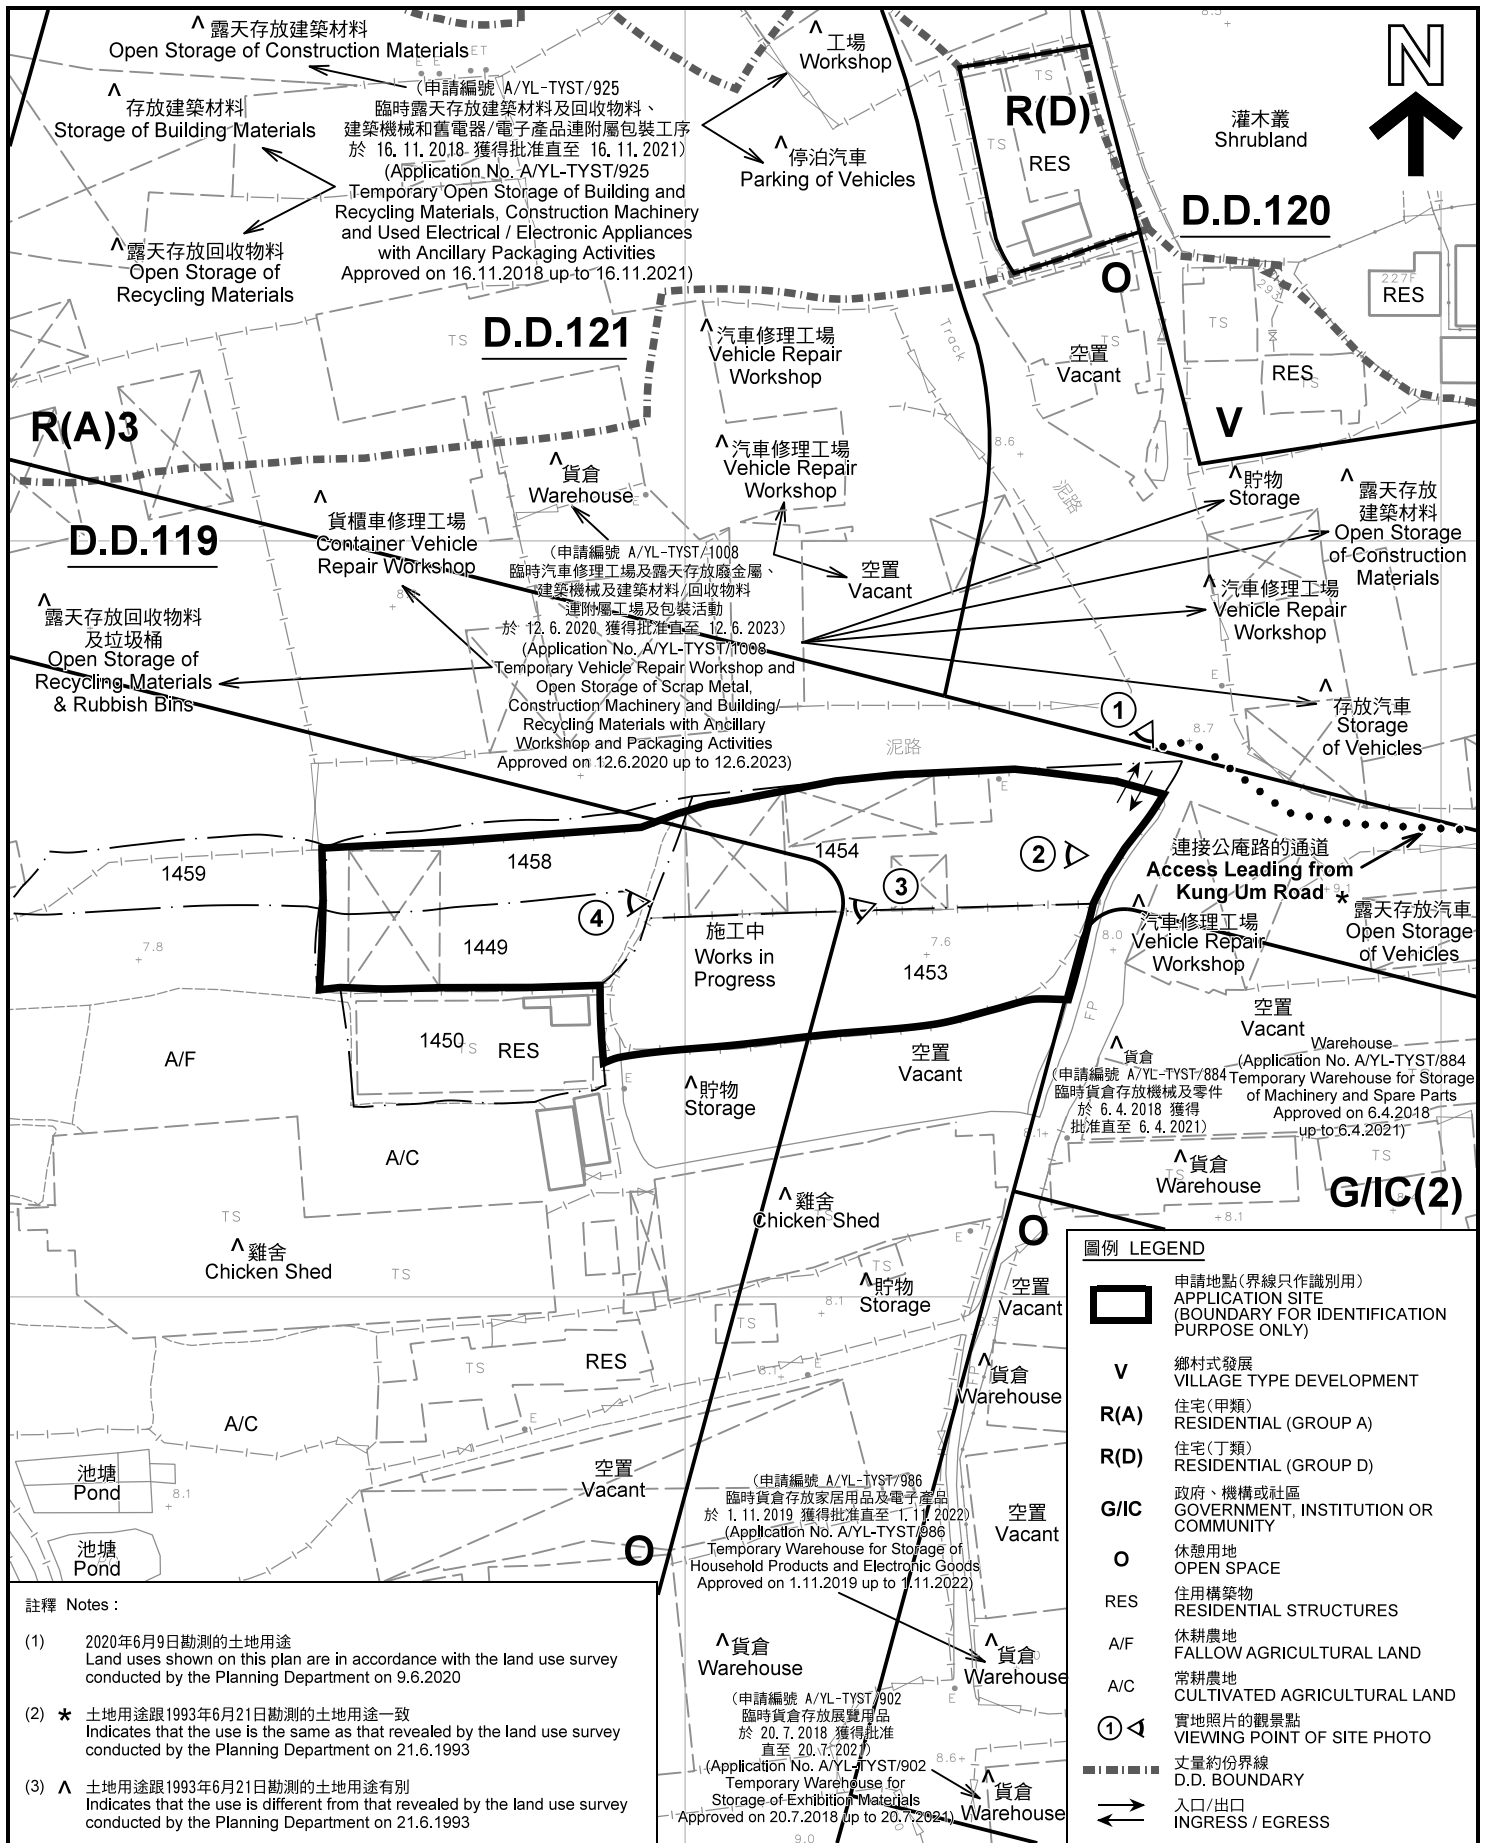 ^ 露天存放建築材料
Open Storage of Construction Materials
^ 工場
Workshop
N
^ 存放建築材料
Storage of Building Materials
(申請編號 A/YL-TYST/925
臨時露天存放建築材料及回收物料、
建築機械和舊電器/電子產品連附屬包裝工序
於 16.11.2018 獲得批准直至 16.11.2021)
(Application No. A/YL-TYST/925
Temporary Open Storage of Building and
Recycling Materials, Construction Machinery
and Used Electrical / Electronic Appliances
with Ancillary Packaging Activities
Approved on 16.11.2018 up to 16.11.2021)
^ 停泊汽車
Parking of Vehicles
R(D)
TS
TS
RES
灌木叢
Shrubland
D.D.120
^ 露天存放回收物料
Open Storage of
Recycling Materials
O
227F
RES
293
TS
D.D.121
^ 汽車修理工場
Vehicle Repair
Workshop
Track
TS
空置
Vacant
TS
RES
TS
R(A)3
V
^ 貨倉
Warehouse
^ 汽車修理工場
Vehicle Repair
Workshop
8.6
泥路
^ 貯物
Storage
^ 露天存放
建築材料
Open Storage
of Construction
Materials
D.D.119
^
貨櫃車修理工場
Container Vehicle
Repair Workshop
(申請編號 A/YL-TYST/1008
臨時汽車修理工場及露天存放廢金屬、
建築機械及建築材料/回收物料
連附屬工場及包裝活動
於 12.6.2020 獲得批准直至 12.6.2023)
(Application No. A/YL-TYST/1008
Temporary Vehicle Repair Workshop and
Open Storage of Scrap Metal,
Construction Machinery and Building/
Recycling Materials with Ancillary
Workshop and Packaging Activities
Approved on 12.6.2020 up to 12.6.2023)
空置
Vacant
^ 汽車修理工場
Vehicle Repair
Workshop
^
露天存放回收物料
及垃圾桶
Open Storage of
Recycling Materials
& Rubbish Bins
E
^ 存放汽車
Storage
of Vehicles
1
8.7
泥路
E
1459
1458
1454
2
3
4
連接公庵路的通道
Access Leading from
Kung Um Road
9.1
* 露天存放汽車
Open Storage
of Vehicles
^
汽車修理工場
Vehicle Repair
Workshop
7.8
1449
施工中
Works in
Progress
7.6
1453
8.0
FP
空置
Vacant
1450
TS
RES
A/F
空置
Vacant
E
^ 貯物
Storage
^
貨倉
(申請編號 A/YL-TYST/884
臨時貨倉存放機械及零件
於 6.4.2018 獲得
批准直至 6.4.2021)
Warehouse
(Application No. A/YL-TYST/884
Temporary Warehouse for Storage
of Machinery and Spare Parts
Approved on 6.4.2018
up to 6.4.2021)
8.1
A/C
^ 貨倉
Warehouse
TS
TS
G/IC(2)
8.1
TS
^ 雞舍
Chicken Shed
^ 雞舍
Chicken Shed
TS
O
E
TS
^ 貯物
Storage
8.1
空置
Vacant
TS
TS
RES
8.1
E
FP
^ 貨倉
Warehouse
A/C
E
池塘
Pond
8.1
池塘
Pond
空置
Vacant
O
(申請編號 A/YL-TYST/986
臨時貨倉存放家居用品及電子產品
於 1.11.2019 獲得批准直至 1.11.2022)
(Application No. A/YL-TYST/986
Temporary Warehouse for Storage of
Household Products and Electronic Goods
Approved on 1.11.2019 up to 1.11.2022)
空置
Vacant
^ 貨倉
Warehouse
^ 貨倉
Warehouse
E
(申請編號 A/YL-TYST/902
臨時貨倉存放展覽用品
於 20.7.2018 獲得批准
直至 20.7.2021)
(Application No. A/YL-TYST/902
Temporary Warehouse for
Storage of Exhibition Materials
Approved on 20.7.2018 up to 20.7.2021)
8.6
^ 貨倉
Warehouse
9.0
註釋 Notes :
(1) 2020年6月9日勘測的土地用途
Land uses shown on this plan are in accordance with the land use survey
conducted by the Planning Department on 9.6.2020
(2) * 土地用途跟1993年6月21日勘測的土地用途一致
Indicates that the use is the same as that revealed by the land use survey
conducted by the Planning Department on 21.6.1993
(3) ^ 土地用途跟1993年6月21日勘測的土地用途有別
Indicates that the use is different from that revealed by the land use survey
conducted by the Planning Department on 21.6.1993
圖例 LEGEND
申請地點(界線只作識別用)
APPLICATION SITE
(BOUNDARY FOR IDENTIFICATION
PURPOSE ONLY)
V 鄉村式發展
VILLAGE TYPE DEVELOPMENT
R(A) 住宅(甲類)
RESIDENTIAL (GROUP A)
R(D) 住宅(丁類)
RESIDENTIAL (GROUP D)
G/IC 政府、機構或社區
GOVERNMENT, INSTITUTION OR
COMMUNITY
O 休憩用地
OPEN SPACE
RES 住用構築物
RESIDENTIAL STRUCTURES
A/F 休耕農地
FALLOW AGRICULTURAL LAND
A/C 常耕農地
CULTIVATED AGRICULTURAL LAND
1 實地照片的觀景點
VIEWING POINT OF SITE PHOTO
丈量約份界線
D.D. BOUNDARY
入口/出口
INGRESS / EGRESS